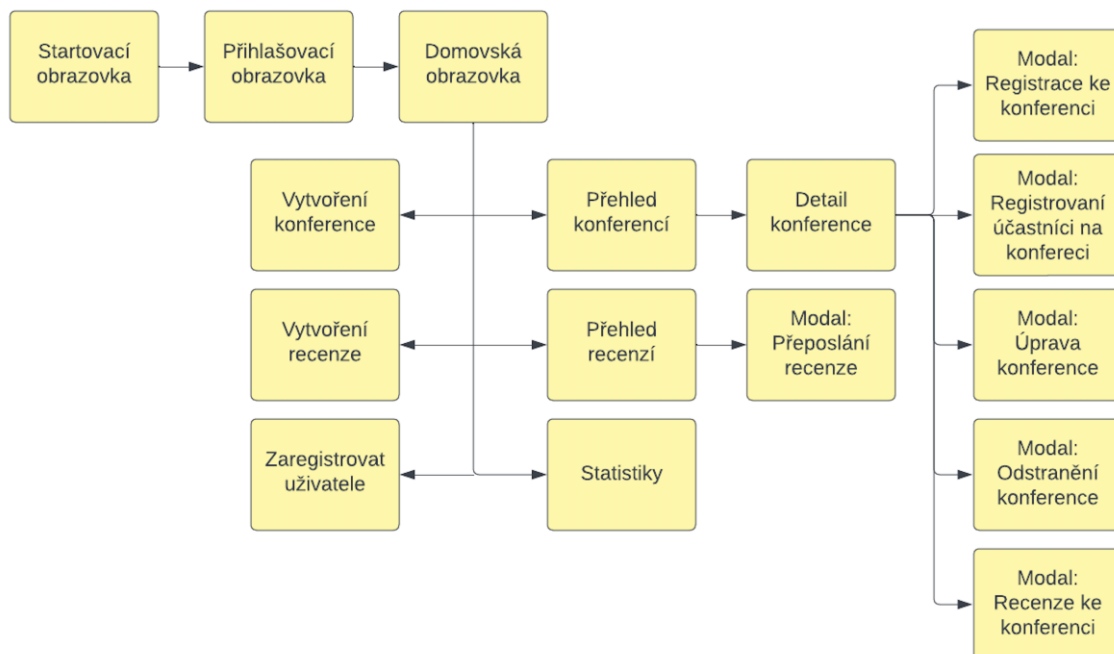 Startovací
obrazovka
Přihlašovací
obrazovka
Domovská
obrazovka
Modal:
Registrace ke
konferenci
Vytvoření
konference
Přehled
konferencí
Detail
konference
Modal:
Registrovaní
účastníci na
konfereci
Vytvoření
recenze
Přehled
recenzí
Modal:
Přeposlání
recenze
Modal:
Úprava
konference
Zaregistrovat
uživatele
Statistiky
Modal:
Odstranění
konference
Modal:
Recenze ke
konferenci